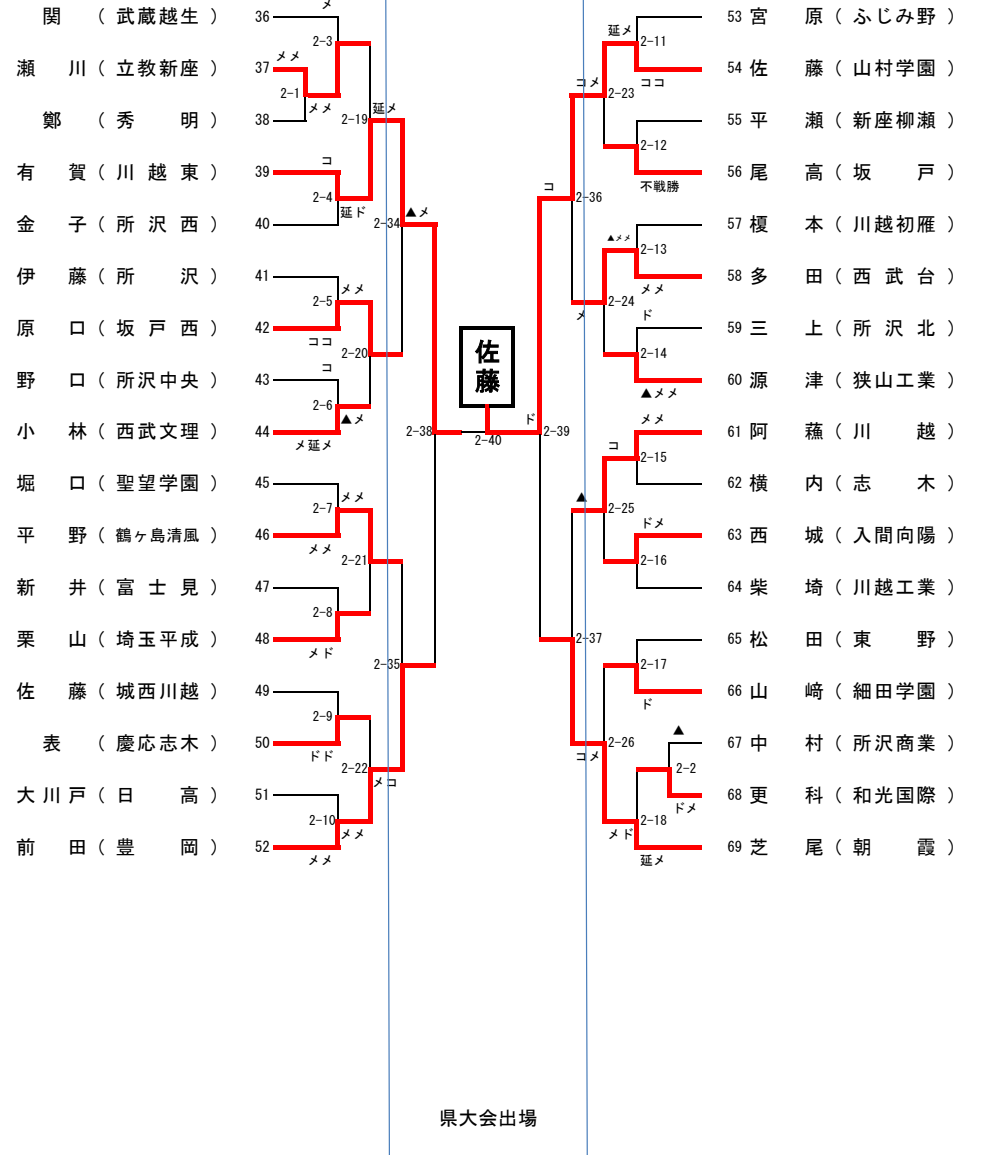 関 （ 武蔵越生 ） 36
瀬 川（ 立教新座 ） 37
鄭 （ 秀 明 ） 38
有 賀（ 川 越 東 ） 39
金 子（ 所 沢 西 ） 40
伊 藤（ 所 沢 ） 41
原 口（ 坂 戸 西 ） 42
野 口（ 所沢中央 ） 43
小 林（ 西武文理 ） 44
堀 口（ 聖望学園 ） 45
平 野（ 鶴ヶ島清風 ） 46
新 井（ 富 士 見 ） 47
栗 山（ 埼玉平成 ） 48
佐 藤（ 城西川越 ） 49
表 （ 慶応志木 ） 50
大川戸（ 日 高 ） 51
前 田（ 豊 岡 ） 52
メ
2-3
メメ
2-1
メメ
延メ
2-19
コ
2-4
延ド
2-34
▲メ
メメ
2-5
ココ
2-20
コ
2-6
▲メ
メ延メ
2-38
メメ
2-7
メメ
2-21
2-8
メド
2-35
2-9
ドド
2-22
メコ
2-10
メメ
メメ
佐藤
2-40
ド
2-39
コ
2-36
コメ
2-23
延メ
2-11
ココ
2-12
不戦勝
▲メメ
2-13
メメ
2-24
メ
ド
2-14
▲メメ
メメ
コ
2-15
▲
2-25
ドメ
2-16
2-37
2-17
ド
2-26
コメ
▲
2-2
ドメ
メド
2-18
延メ
53 宮 原（ ふじみ野 ）
54 佐 藤（ 山村学園 ）
55 平 瀬（ 新座柳瀬 ）
56 尾 高（ 坂 戸 ）
57 榎 本（ 川越初雁 ）
58 多 田（ 西 武 台 ）
59 三 上（ 所 沢 北 ）
60 源 津（ 狭山工業 ）
61 阿 蘓（ 川 越 ）
62 横 内（ 志 木 ）
63 西 城（ 入間向陽 ）
64 柴 埼（ 川越工業 ）
65 松 田（ 東 野 ）
66 山 﨑（ 細田学園 ）
67 中 村（ 所沢商業 ）
68 更 科（ 和光国際 ）
69 芝 尾（ 朝 霞 ）
県大会出場